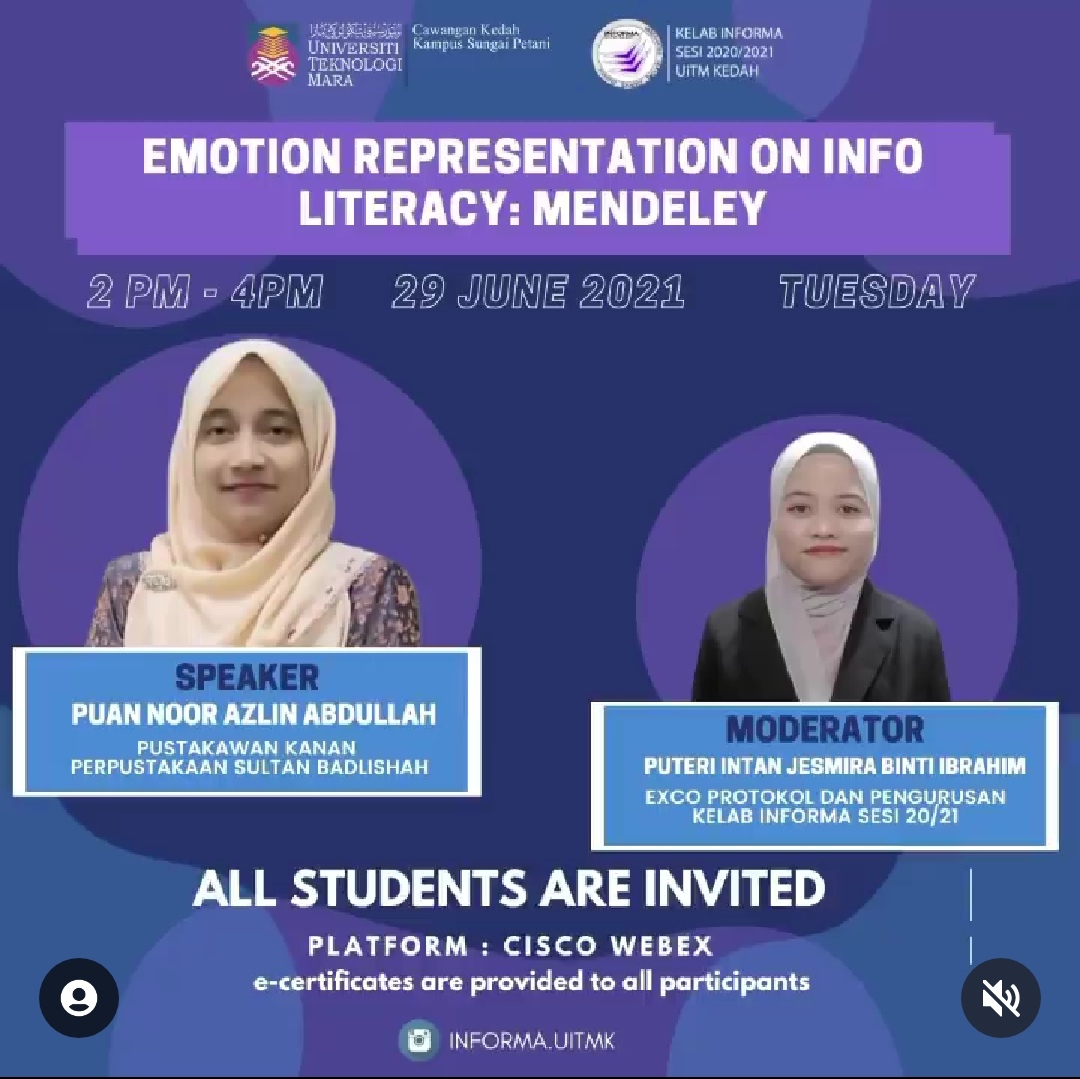 UNIVERSITI
TEKNOLOGI
MARA
Cawangan Kedah
Kampus Sungai Petani
INFORMA
KELAB INFORMA
SESI 2020/2021
UiTM KEDAH
EMOTION REPRESENTATION ON INFO
LITERACY: MENDELEY
2 PM - 4PM 29 JUNE 2021 TUESDAY
SPEAKER
PUAN NOOR AZLIN ABDULLAH
PUSTAKAWAN KANAN
PERPUSTAKAAN SULTAN BADLISHAH
MODERATOR
PUTERI INTAN JESMIRA BINTI IBRAHIM
EXCO PROTOKOL DAN PENGURUSAN
KELAB INFORMA SESI 20/21
ALL STUDENTS ARE INVITED
PLATFORM : CISCO WEBEX
e-certificates are provided to all participants
INFORMA.UITMK